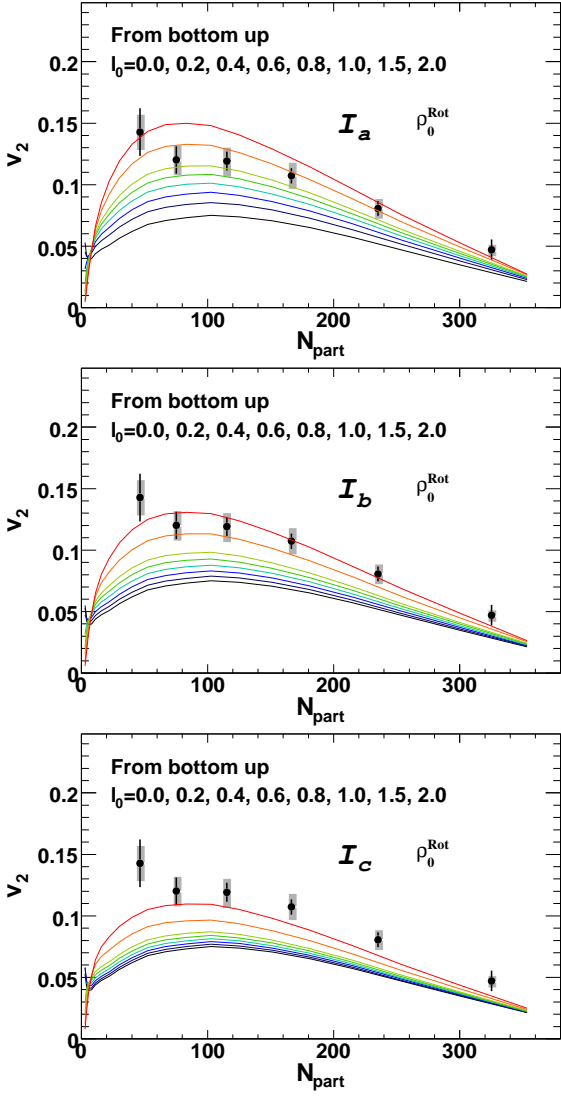 From bottom up
l0=0.0, 0.2, 0.4, 0.6, 0.8, 1.0, 1.5, 2.0
Ia ρ0Rot
v2
0.2
0.15
0.1
0.05
0
0 100 200 300
Npart
From bottom up
l0=0.0, 0.2, 0.4, 0.6, 0.8, 1.0, 1.5, 2.0
Ib ρ0Rot
v2
0.2
0.15
0.1
0.05
0
0 100 200 300
Npart
From bottom up
l0=0.0, 0.2, 0.4, 0.6, 0.8, 1.0, 1.5, 2.0
Ic ρ0Rot
v2
0.2
0.15
0.1
0.05
0
0 100 200 300
Npart